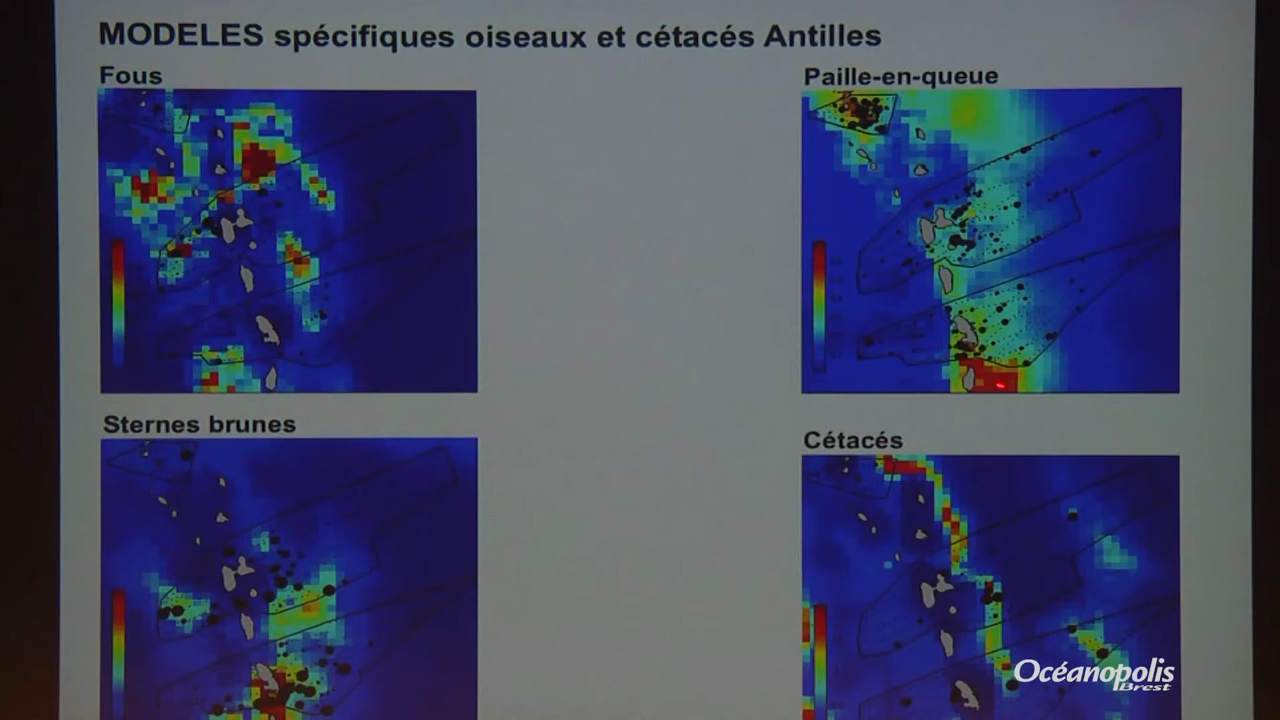 MODELES spécifiques oiseaux et cétacés Antilles
Fous
Paille-en-queue
Sternes brunes
Cétacés
Océanopolis
Brest